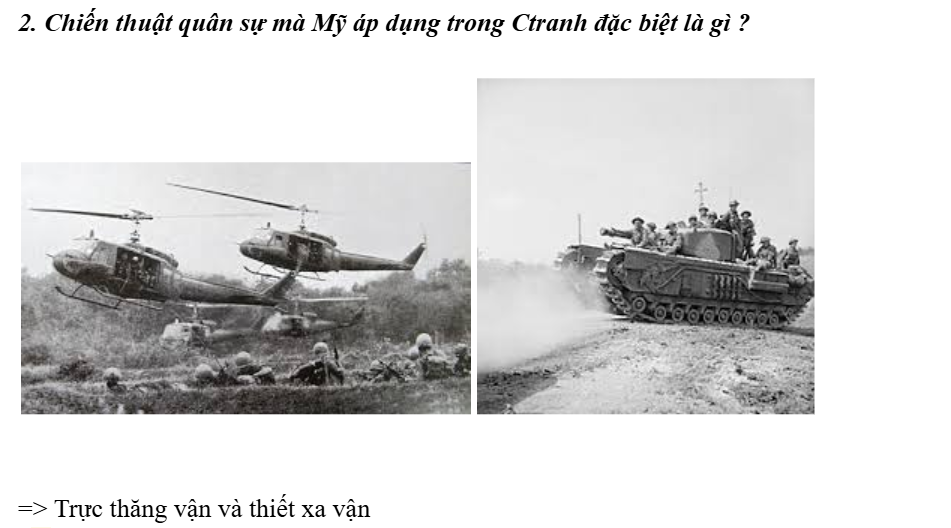 2. Chiến thuật quân sự mà Mỹ áp dụng trong Ctranh đặc biệt là gì ?
=> Trực thăng vận và thiết xa vận